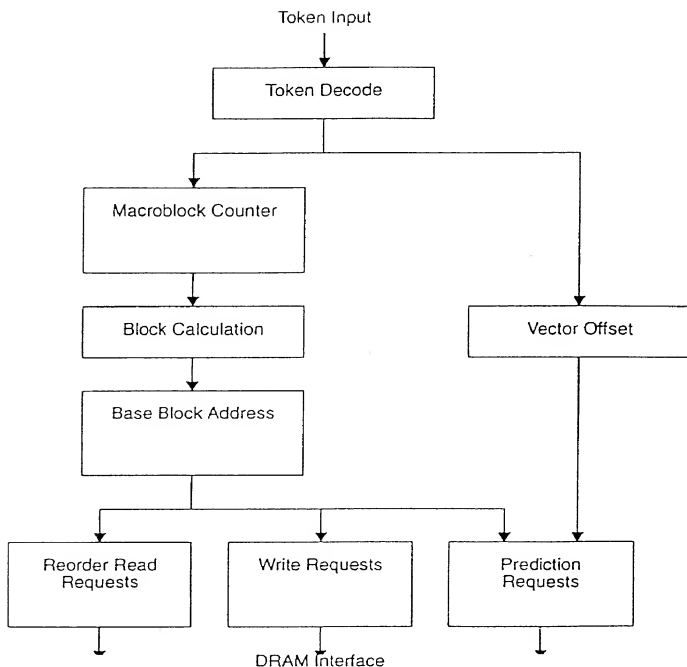 Token Input
Token Decode
Macroblock Counter
Block Calculation
Vector Offset
Base Block Address
Reorder Read
Requests
Write Requests
Prediction
Requests
DRAM Interface